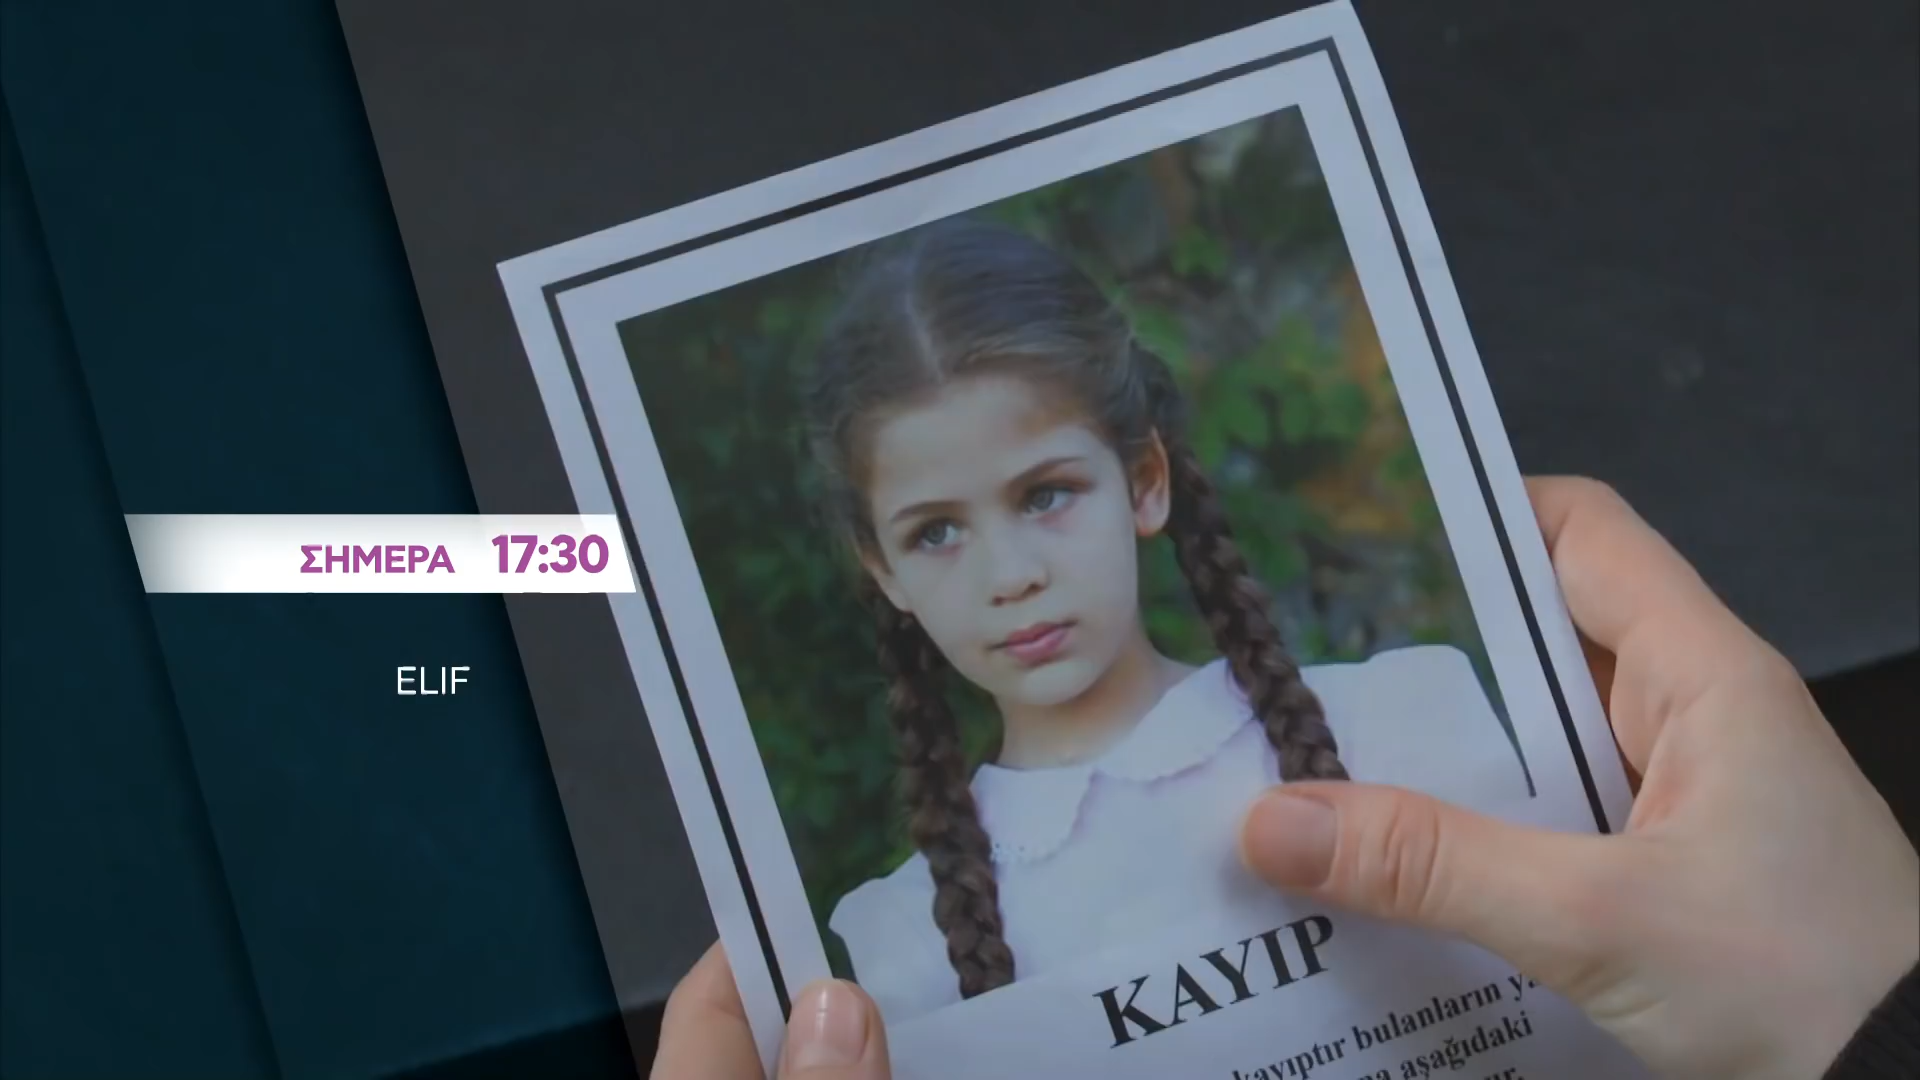 ΣΗΜΕΡΑ 17:30
ELIF
KAYIP
kayıptır bulanların
aşağıdaki